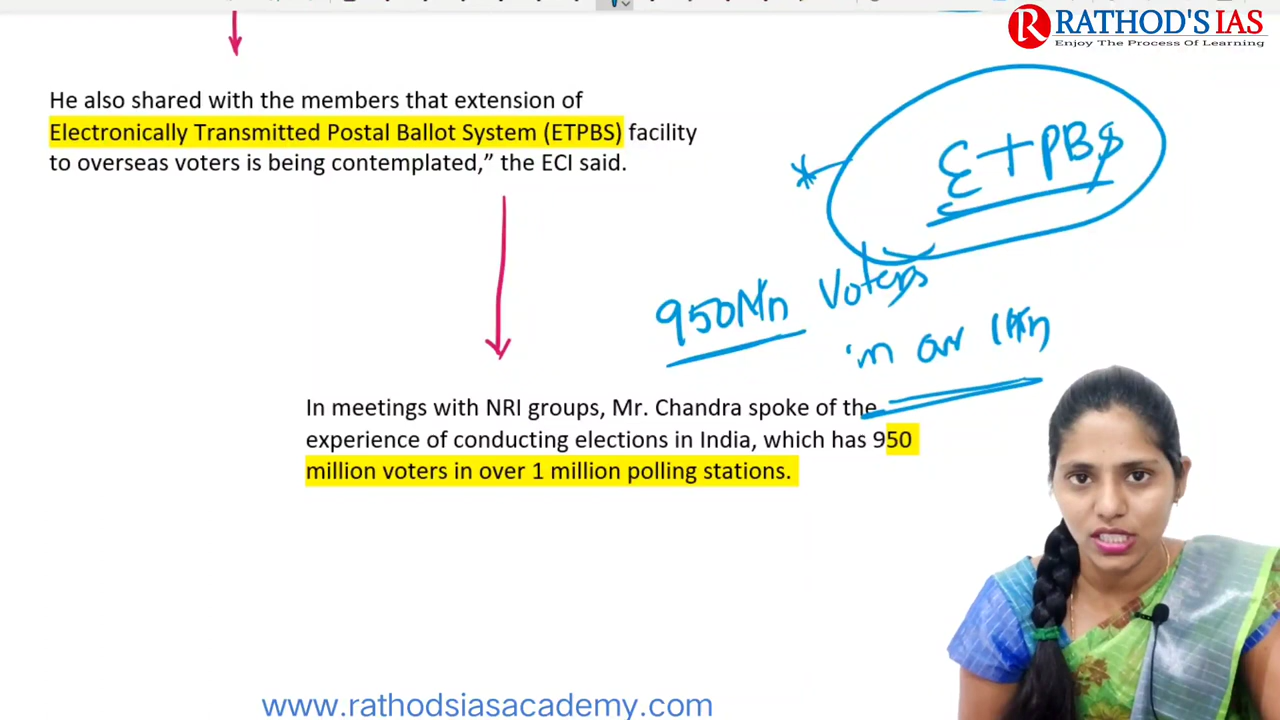 RATHOD'S IAS
Enjoy The Process Of Learning
He also shared with the members that extension of
Electronically Transmitted Postal Ballot System (ETPBS) facility
to overseas voters is being contemplated,” the ECI said.
E+PBS
950Mn Voters
in our
In meetings with NRI groups, Mr. Chandra spoke of the
experience of conducting elections in India, which has 950
million voters in over 1 million polling stations.
www.rathodsiasacademy.com